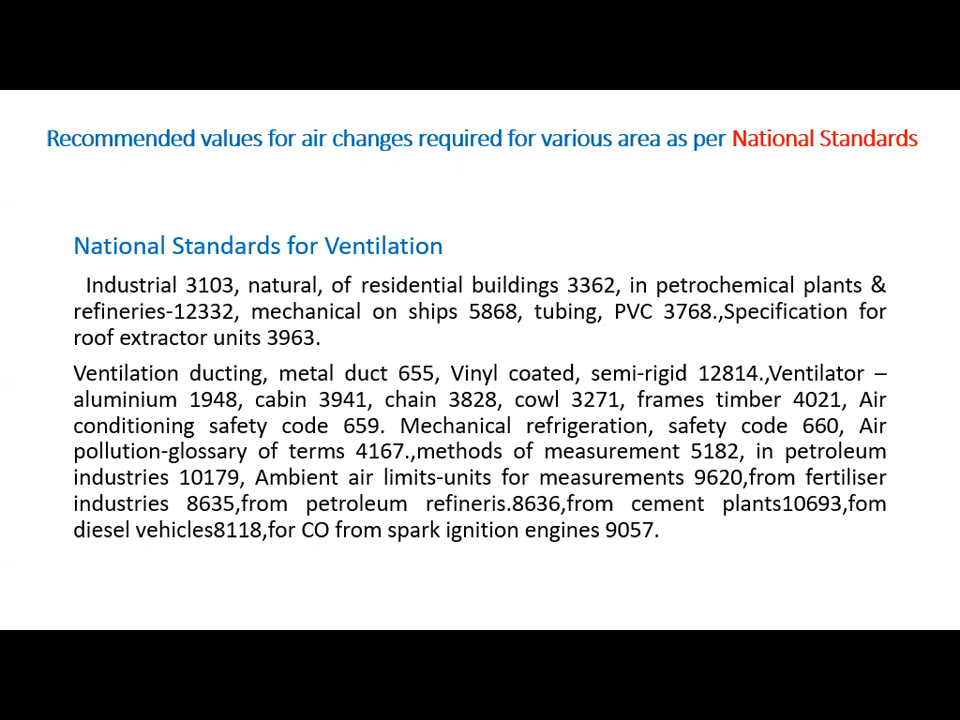 Recommended values for air changes required for various area as per National Standards
National Standards for Ventilation
Industrial 3103, natural, of residential buildings 3362, in petrochemical plants &
refineries-12332, mechanical on ships 5868, tubing, PVC 3768.,Specification for
roof extractor units 3963.
Ventilation ducting, metal duct 655, Vinyl coated, semi-rigid 12814.,Ventilator –
aluminium 1948, cabin 3941, chain 3828, cowl 3271, frames timber 4021, Air
conditioning safety code 659. Mechanical refrigeration, safety code 660, Air
pollution-glossary of terms 4167.,methods of measurement 5182, in petroleum
industries 10179, Ambient air limits-units for measurements 9620,from fertiliser
industries 8635,from petroleum refineris.8636,from cement plants10693,fom
diesel vehicles8118,for CO from spark ignition engines 9057.